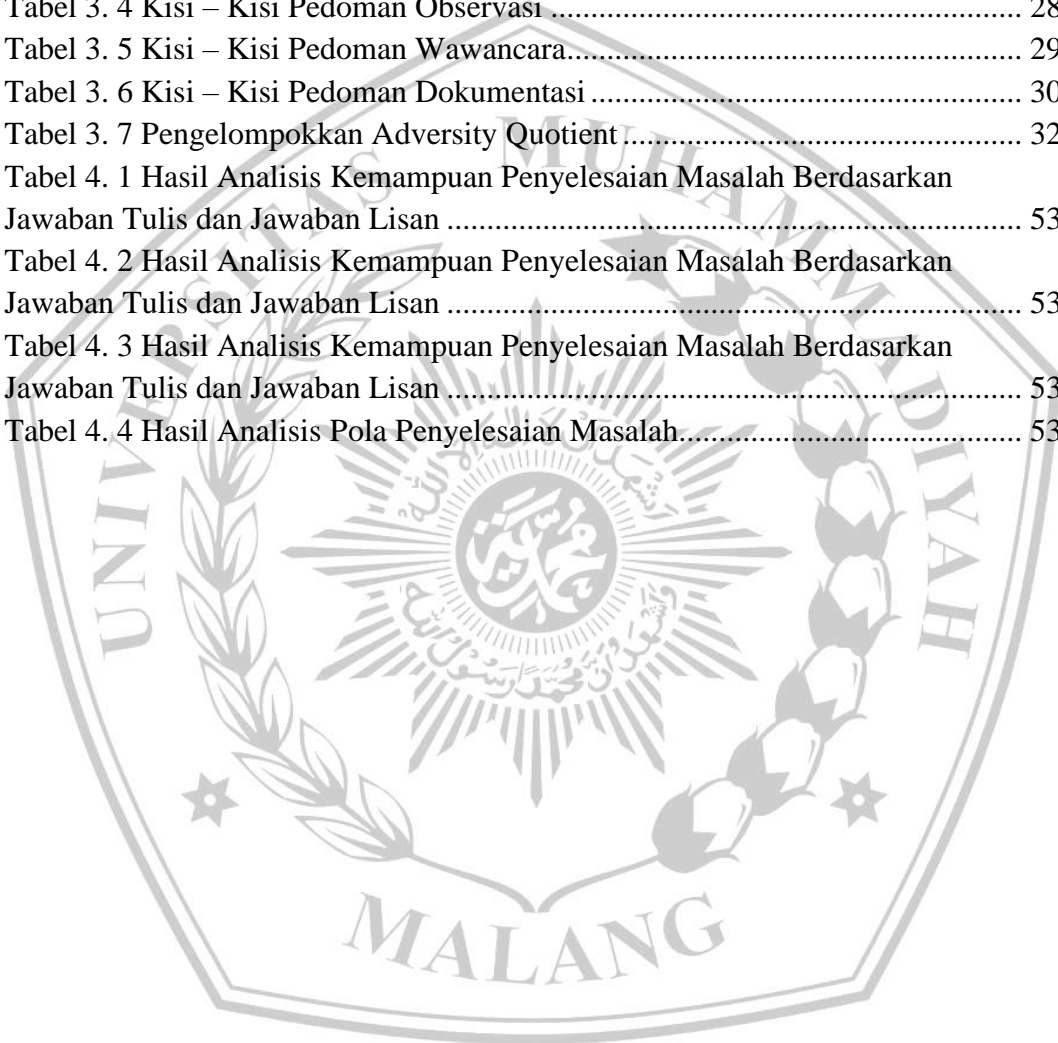 Tabel 3. 4 Kisi – Kisi Pedoman Observasi ........................................................... 28
Tabel 3. 5 Kisi – Kisi Pedoman Wawancara......................................................... 29
Tabel 3. 6 Kisi – Kisi Pedoman Dokumentasi ...................................................... 30
Tabel 3. 7 Pengelompokkan Adversity Quotient .................................................. 32
Tabel 4. 1 Hasil Analisis Kemampuan Penyelesaian Masalah Berdasarkan
Jawaban Tulis dan Jawaban Lisan ........................................................................ 53
Tabel 4. 2 Hasil Analisis Kemampuan Penyelesaian Masalah Berdasarkan
Jawaban Tulis dan Jawaban Lisan ........................................................................ 53
Tabel 4. 3 Hasil Analisis Kemampuan Penyelesaian Masalah Berdasarkan
Jawaban Tulis dan Jawaban Lisan ........................................................................ 53
Tabel 4. 4 Hasil Analisis Pola Penyelesaian Masalah........................................... 53
UNIVERSITAS MUHAMMADIYAH
MALANG